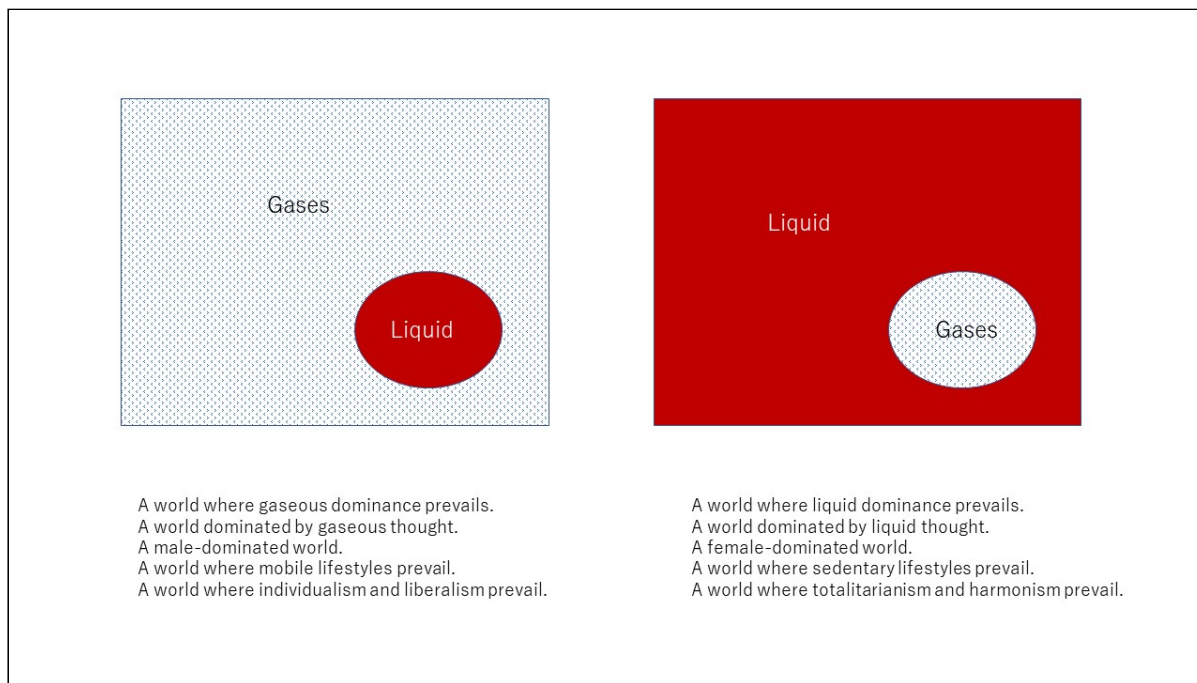 Gases
Liquid
A world where gaseous dominance prevails.
A world dominated by gaseous thought.
A male-dominated world.
A world where mobile lifestyles prevail.
A world where individualism and liberalism prevail.
Liquid
Gases
A world where liquid dominance prevails.
A world dominated by liquid thought.
A female-dominated world.
A world where sedentary lifestyles prevail.
A world where totalitarianism and harmonism prevail.